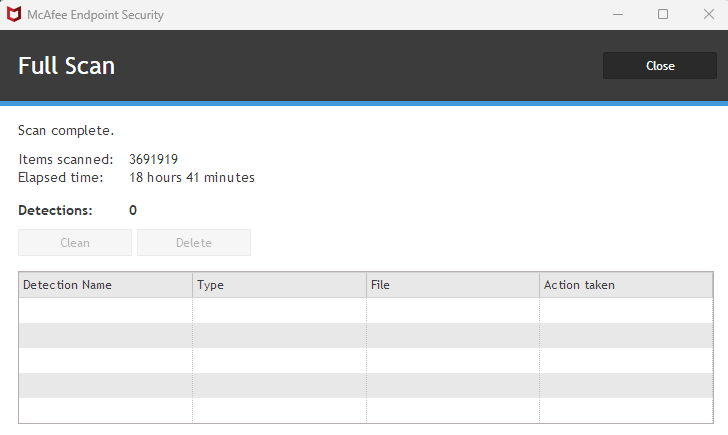 McAfee Endpoint Security
Full Scan
Close
Scan complete.
Items scanned: 3691919
Elapsed time: 18 hours 41 minutes
Detections: 0
Clean Delete
Detection Name Type File Action taken